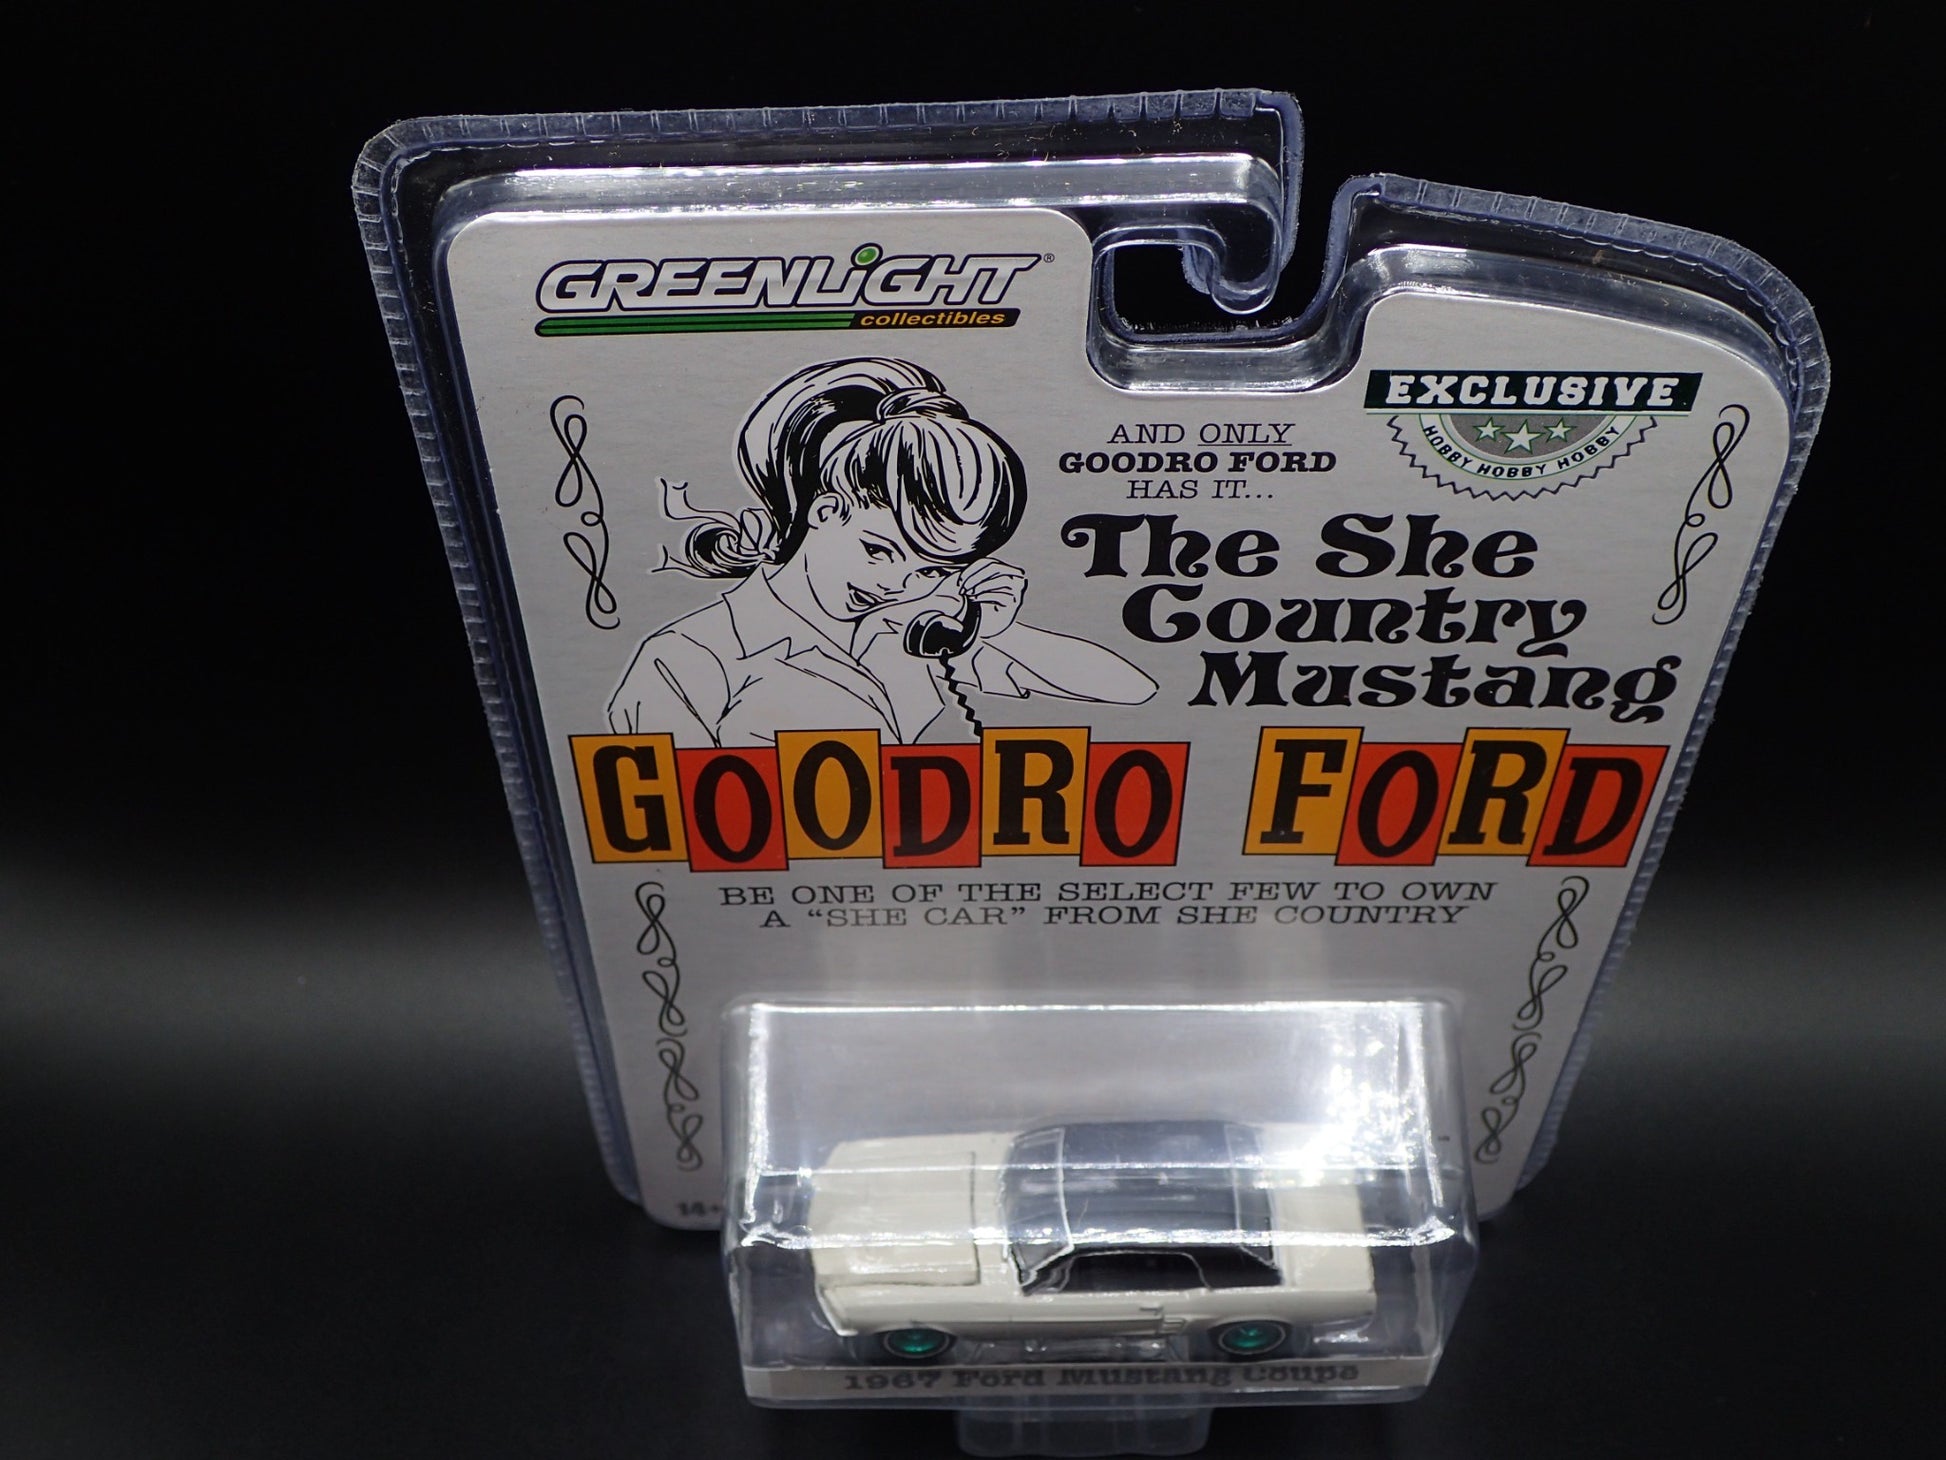 GREENLiGHT®
collectibles
EXCLUSIVE
HOBBY HOBBY HOBBY
AND ONLY
GOODRO FORD
HAS IT...
The She
Country
Mustang
GOODRO FORD
BE ONE OF THE SELECT FEW TO OWN
A “SHE CAR” FROM SHE COUNTRY
14+
1967 Ford Mustang Coupe